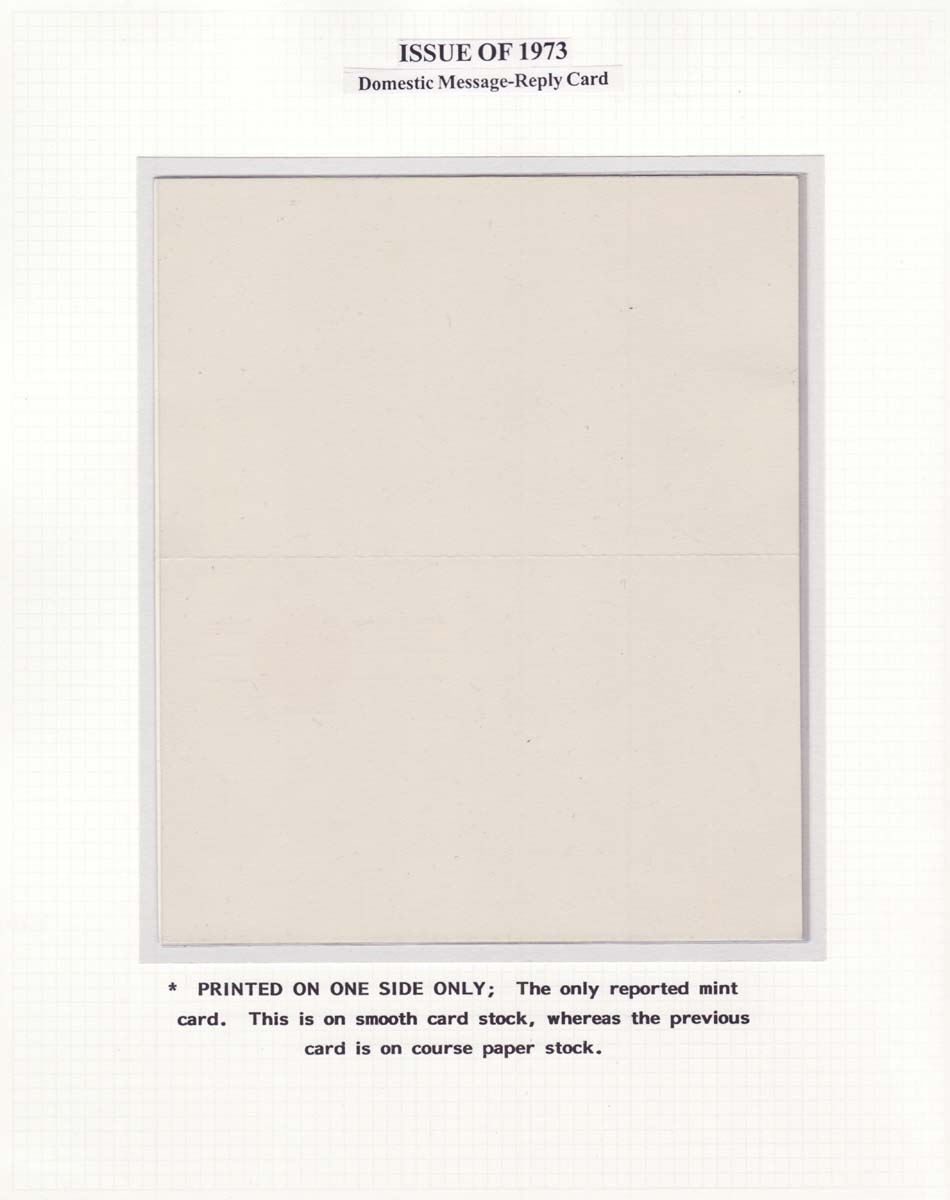 ISSUE OF 1973
Domestic Message-Reply Card
* PRINTED ON ONE SIDE ONLY; The only reported mint
card. This is on smooth card stock, whereas the previous
card is on course paper stock.